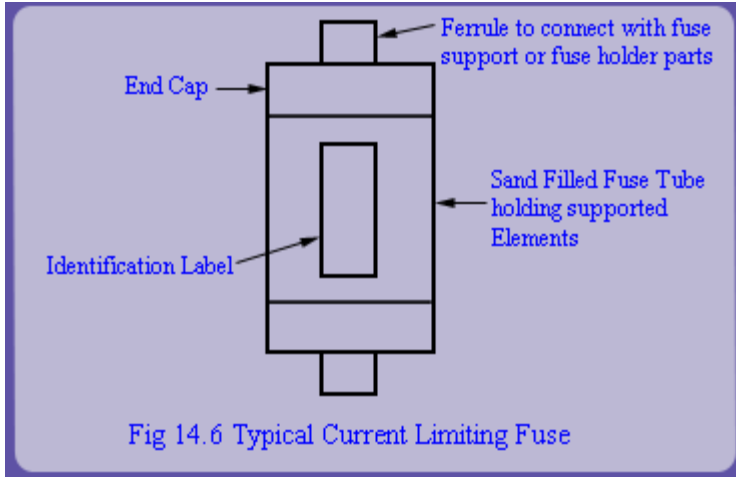 Ferrule to connect with fuse
support or fuse holder parts
End Cap
Sand Filled Fuse Tube
holding supported
Elements
Identification Label
Fig 14.6 Typical Current Limiting Fuse